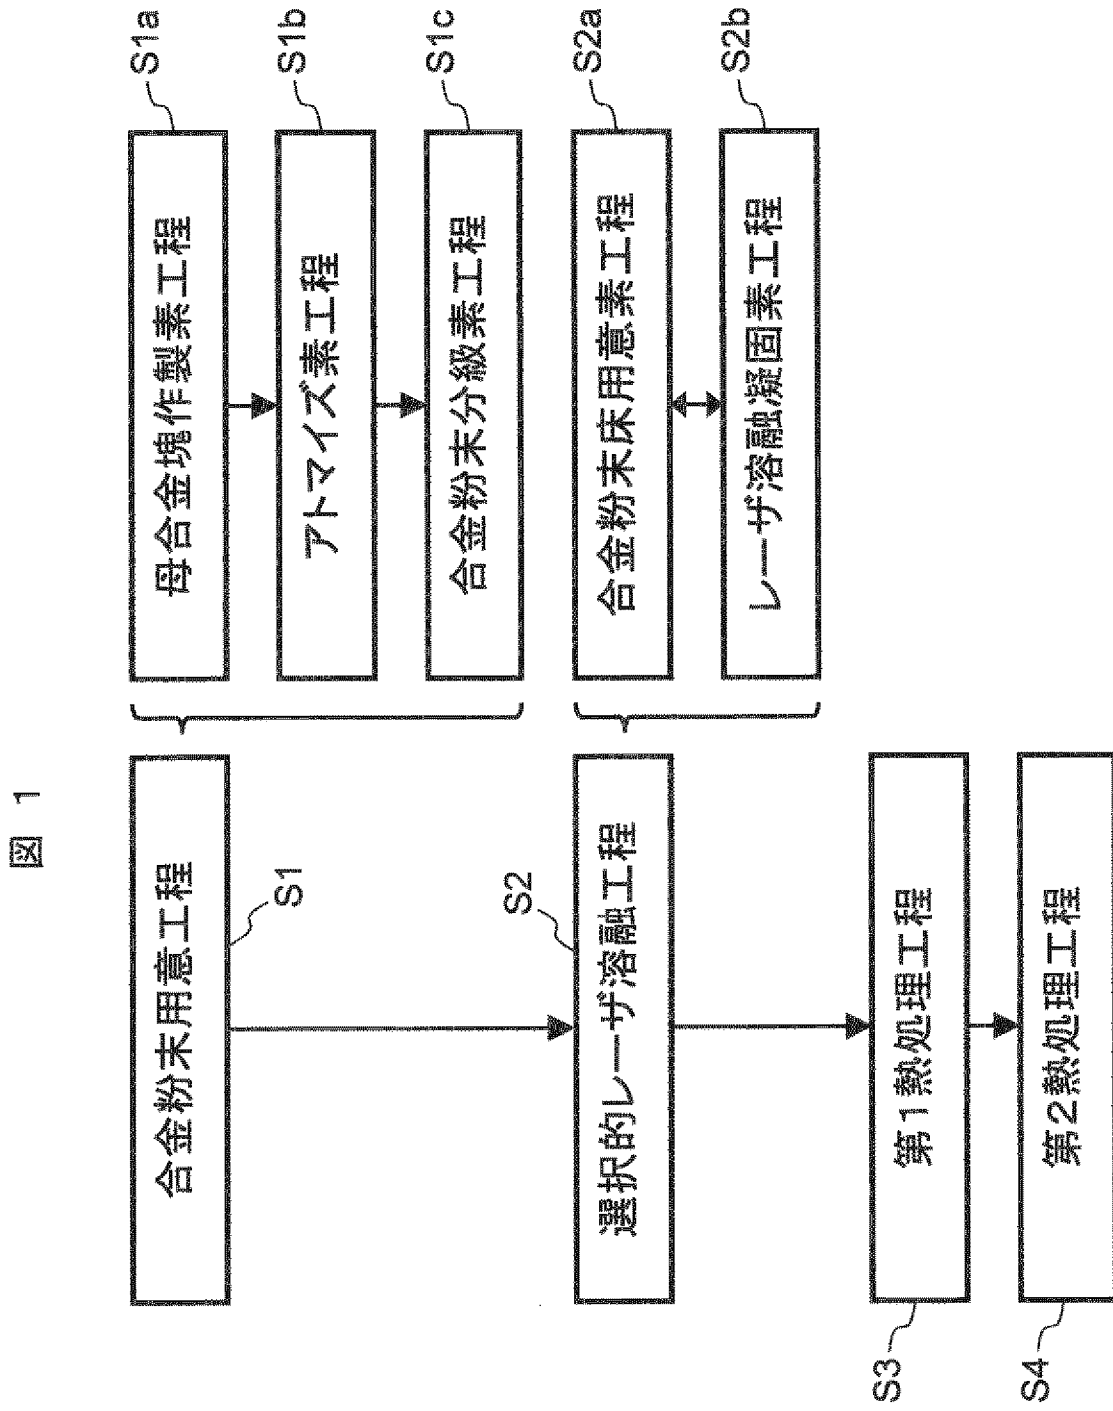 図 1
合金粉末用意工程
S1
母合金塊作製素工程
S1a
アトマイズ素工程
S1b
合金粉末分級素工程
S1c
選択的レーザ溶融工程
S2
合金粉末床用意素工程
S2a
レーザ溶融凝固素工程
S2b
第1熱処理工程
S3
第2熱処理工程
S4